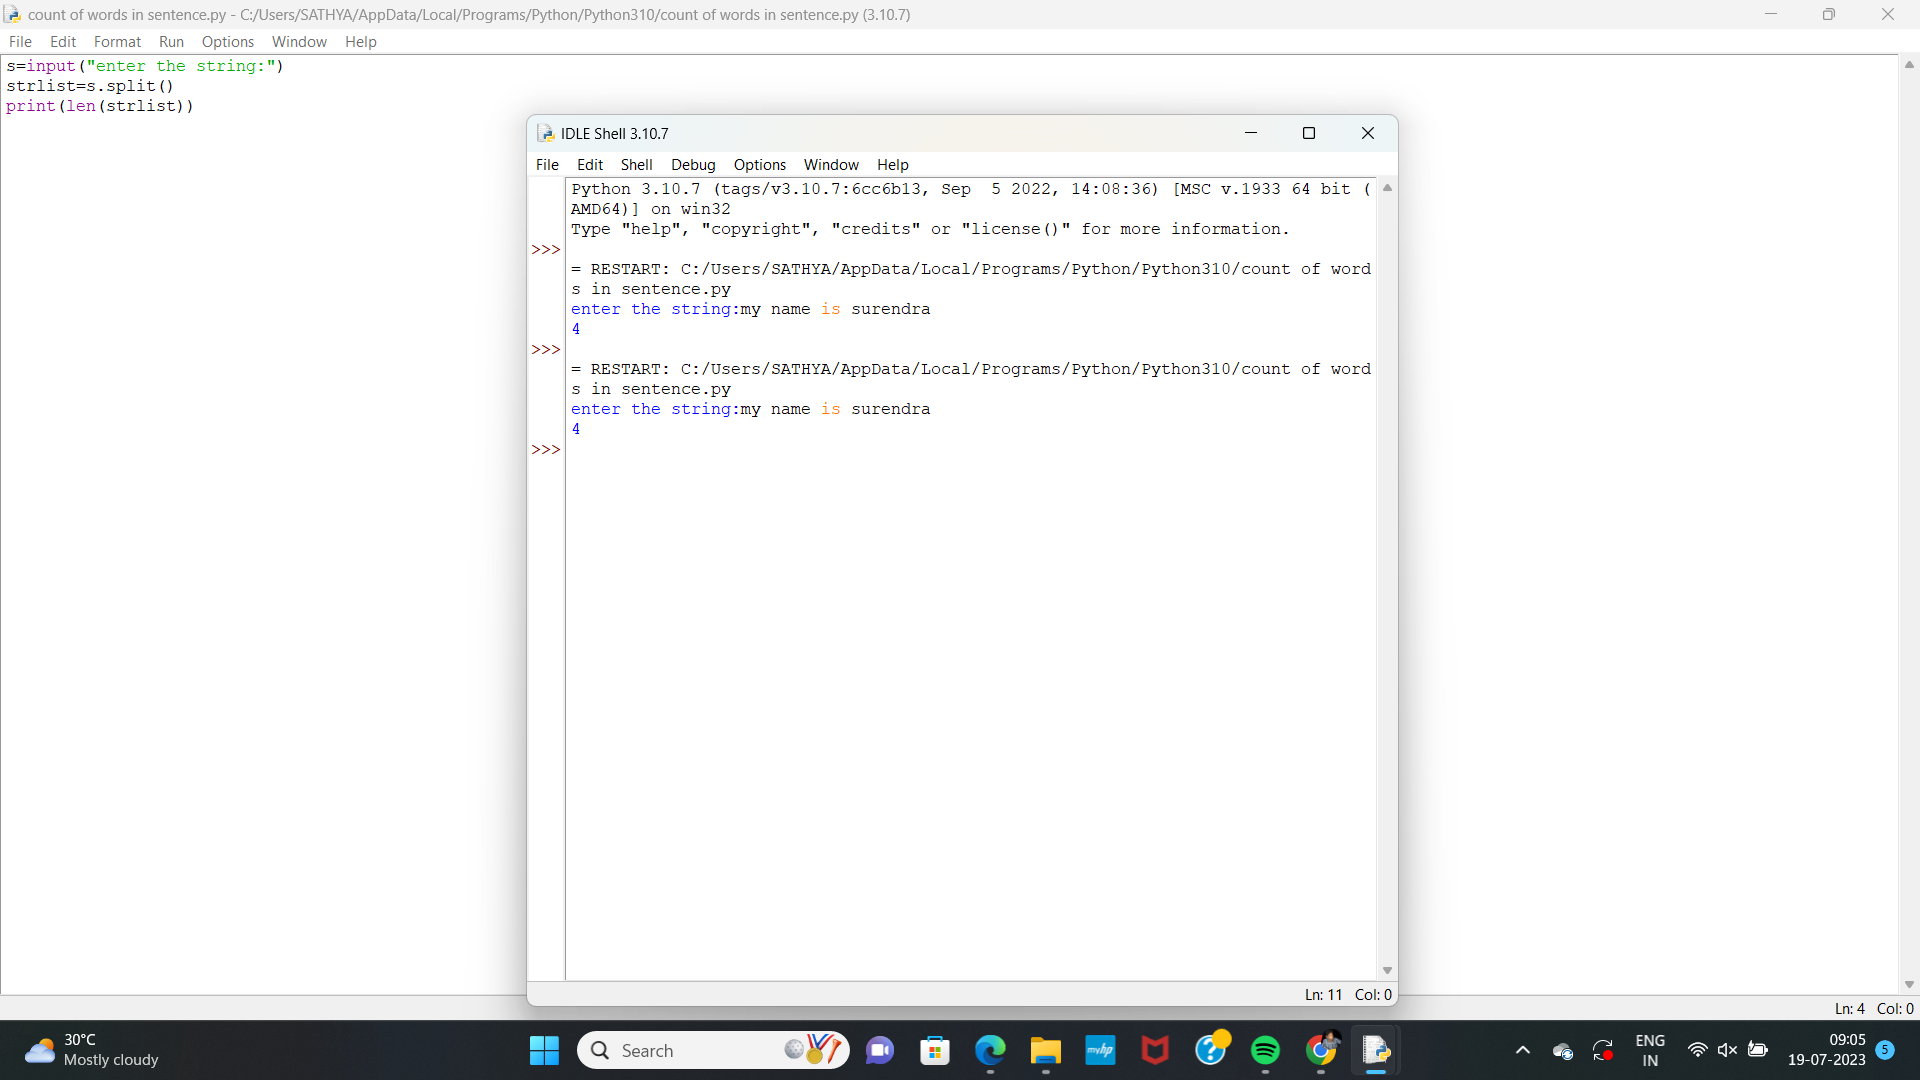 count of words in sentence.py - C:/Users/SATHYA/AppData/Local/Programs/Python/Python310/count of words in sentence.py (3.10.7)
File Edit Format Run Options Window Help
s=input("enter the string:")
strlist=s.split()
print(len(strlist))
IDLE Shell 3.10.7
File Edit Shell Debug Options Window Help
Python 3.10.7 (tags/v3.10.7:6cc6b13, Sep  5 2022, 14:08:36) [MSC v.1933 64 bit (
AMD64)] on win32
Type "help", "copyright", "credits" or "license()" for more information.
>>>
= RESTART: C:/Users/SATHYA/AppData/Local/Programs/Python/Python310/count of word
s in sentence.py
enter the string:my name is surendra
4
>>>
= RESTART: C:/Users/SATHYA/AppData/Local/Programs/Python/Python310/count of word
s in sentence.py
enter the string:my name is surendra
4
>>>
Ln: 11 Col: 0
Ln: 4 Col: 0
30°C
Mostly cloudy
Search
myhp
ENG
IN
09:05
19-07-2023
5